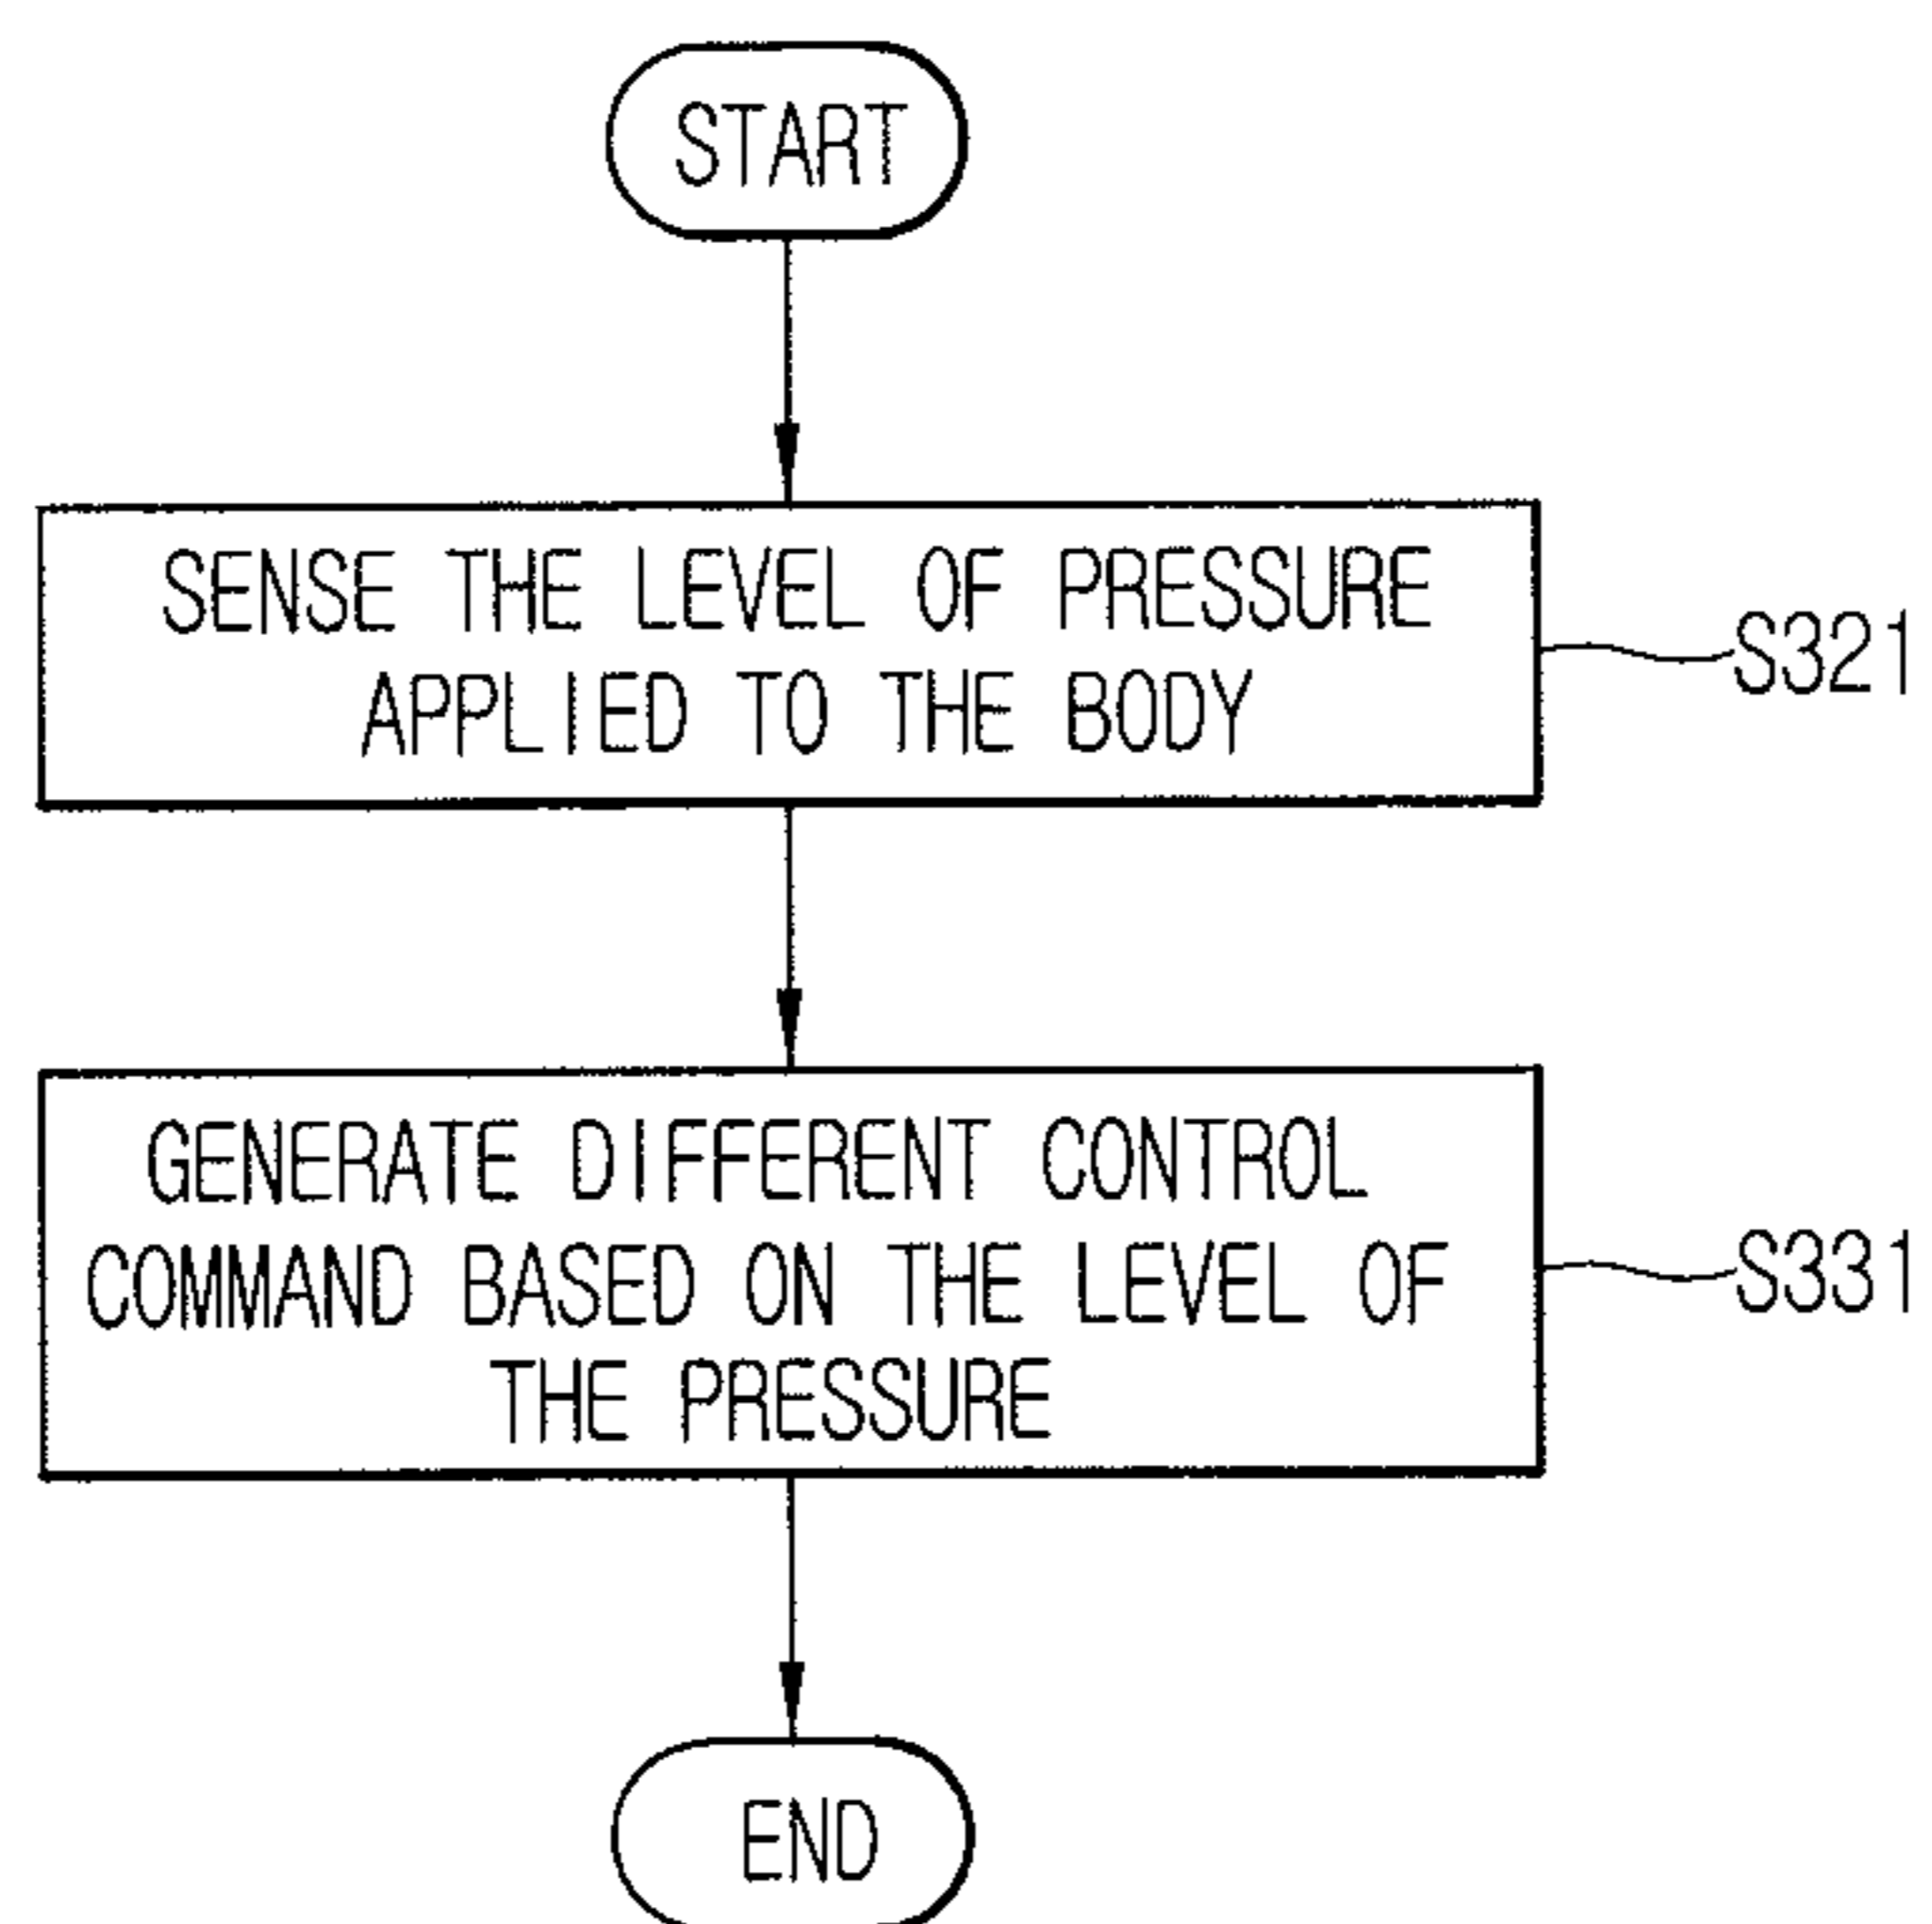 START
SENSE THE LEVEL OF PRESSURE
APPLIED TO THE BODY
S321
GENERATE DIFFERENT CONTROL
COMMAND BASED ON THE LEVEL OF
THE PRESSURE
S331
END